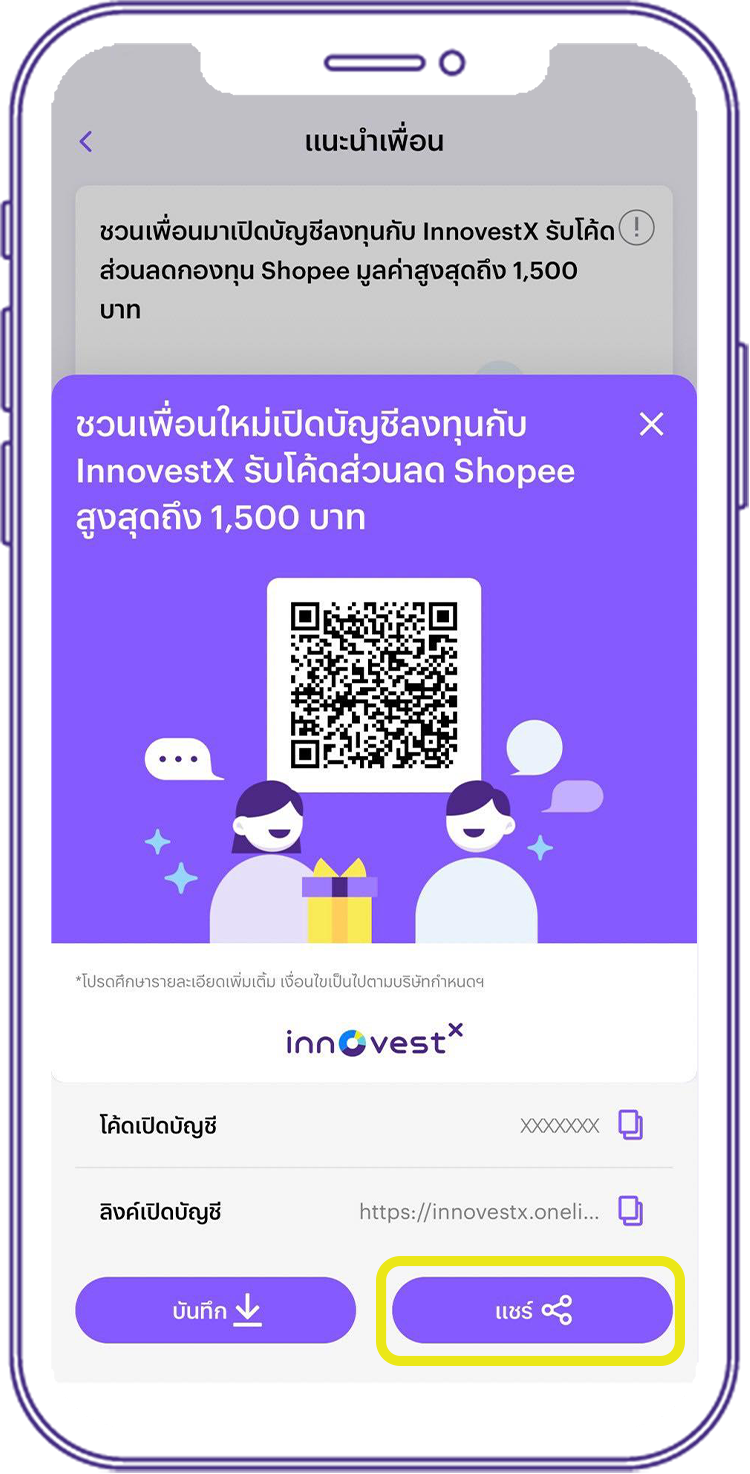 แนะนำเพื่อน
ชวนเพื่อนมาเปิดบัญชีลงทุนกับ InnovestX รับโค้ด
ส่วนลดกองทุน Shopee มูลค่าสูงสุดถึง 1,500
บาท
ชวนเพื่อนใหม่เปิดบัญชีลงทุนกับ
InnovestX รับโค้ดส่วนลด Shopee
สูงสุดถึง 1,500 บาท
*โปรดศึกษารายละเอียดเพิ่มเติ้ม เงื่อนไขเป็นไปตามบริษัทกำหนดฯ
innovestx
โค้ดเปิดบัญชี XXXXXXX
ลิงค์เปิดบัญชี https://innovestx.oneli...
บันทึก แชร์